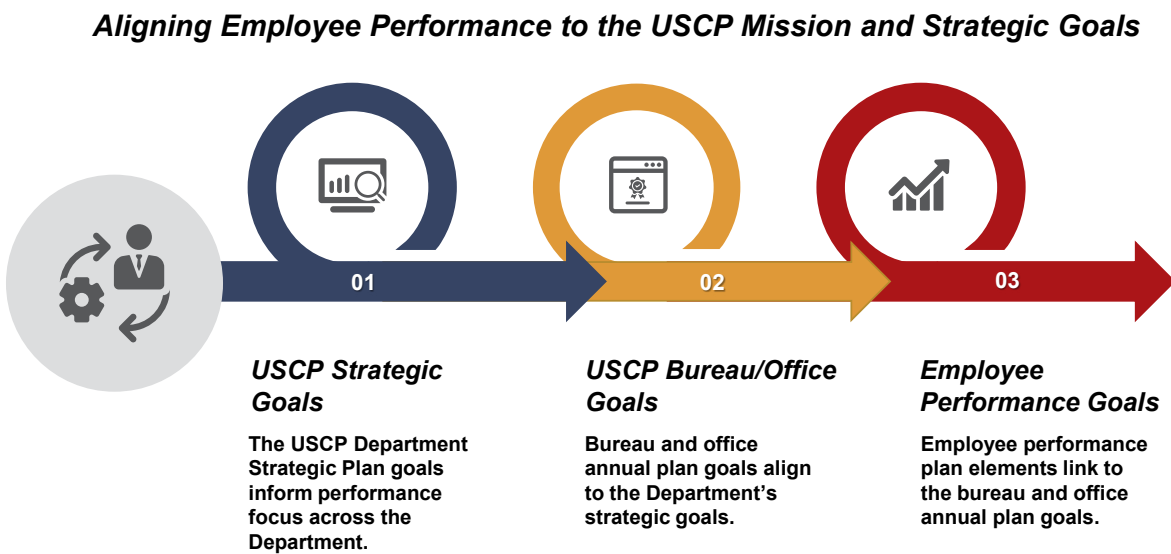 Aligning Employee Performance to the USCP Mission and Strategic Goals
01
02
03
USCP Strategic
Goals
The USCP Department
Strategic Plan goals
inform performance
focus across the
Department.
USCP Bureau/Office
Goals
Bureau and office
annual plan goals align
to the Department’s
strategic goals.
Employee
Performance Goals
Employee performance
plan elements link to
the bureau and office
annual plan goals.